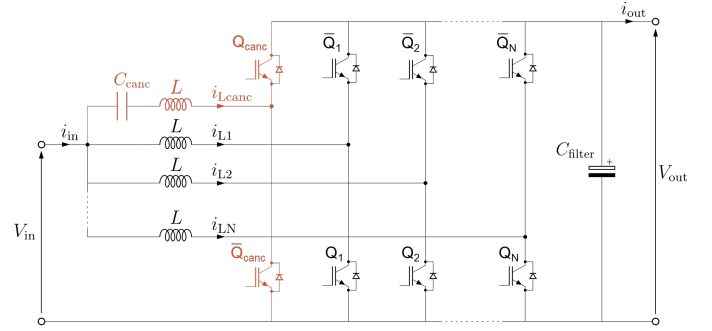 i_out
Q_canc
Q̅_1
Q̅_2
Q̅_N
C_canc
L
i_Lcanc
i_in
L
i_L1
C_filter
+
L
i_L2
V_out
V_in
L
i_LN
Q̅_canc
Q_1
Q_2
Q_N